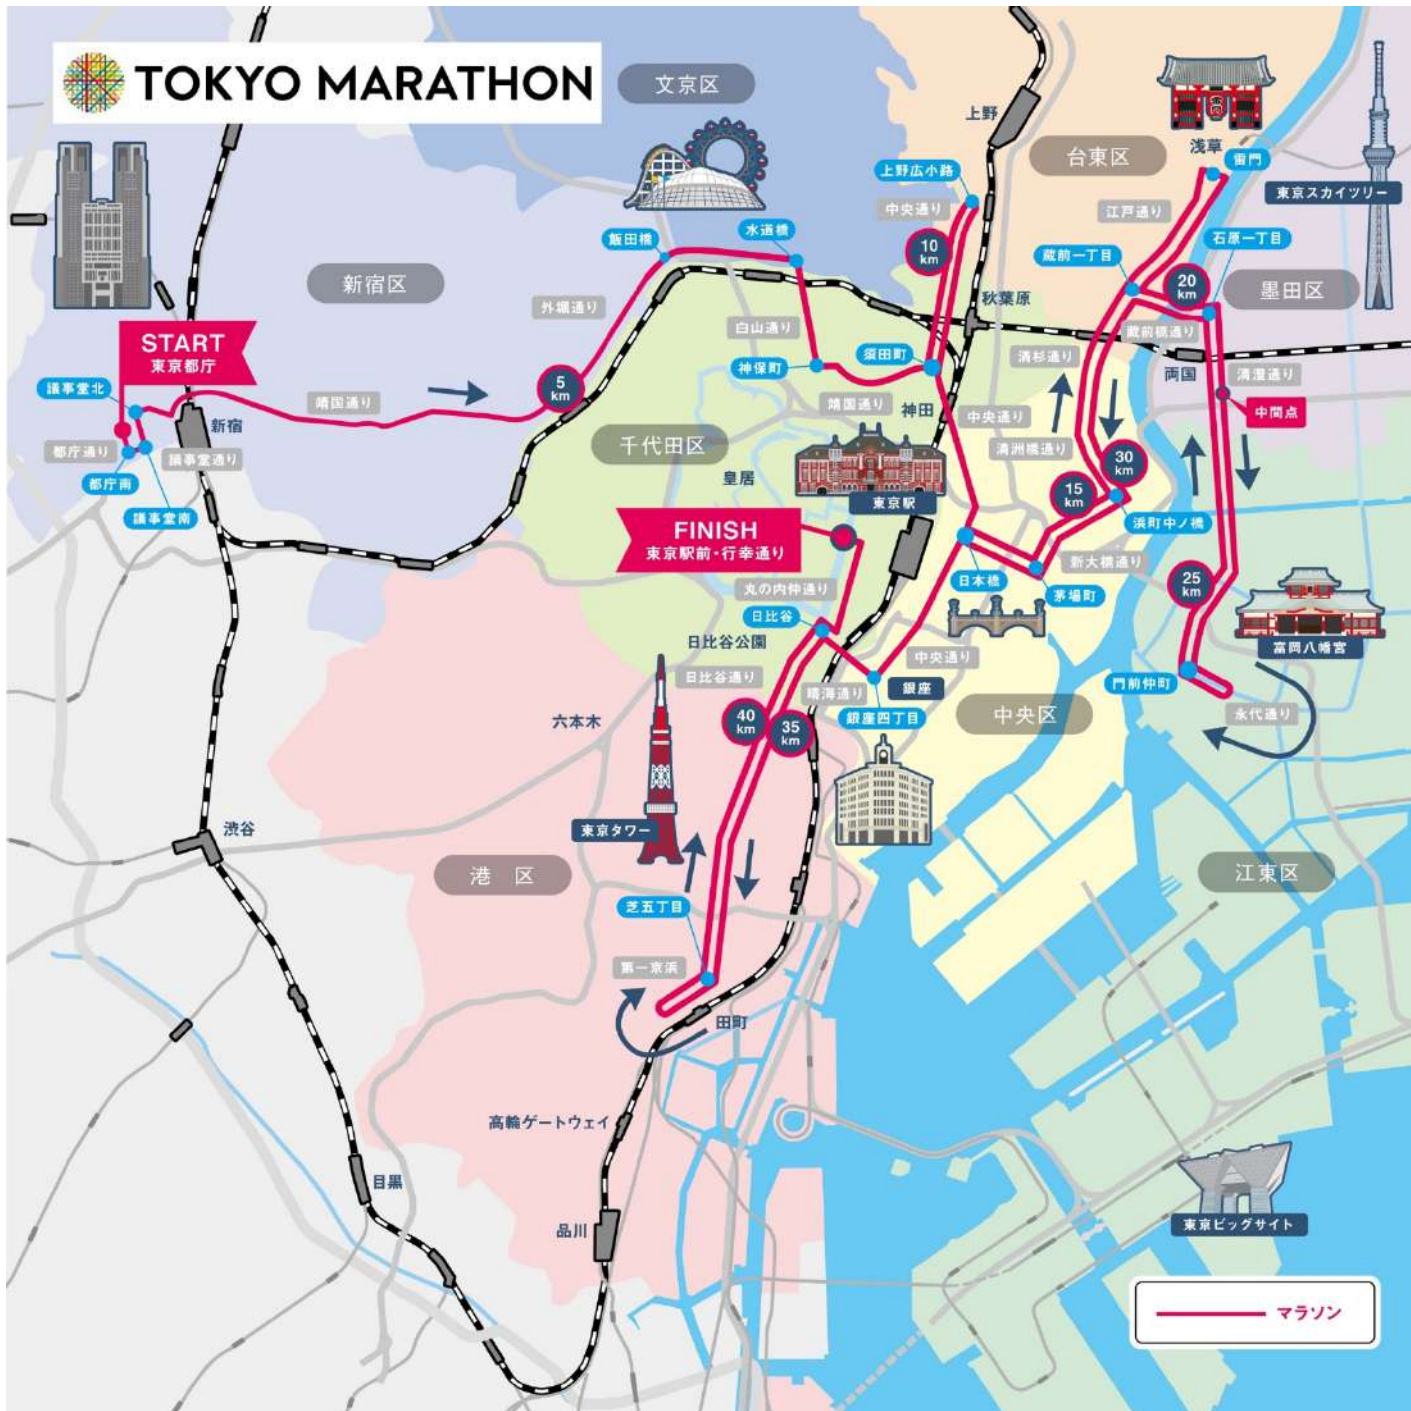 TOKYO MARATHON
文京区
上野
浅草
雷門
台東区
東京スカイツリー
上野広小路
中央通り
江戸通り
飯田橋
水道橋
10
km
蔵前一丁目
石原一丁目
新宿区
20
km
墨田区
外堀通り
秋葉原
白山通り
蔵前橋通り
START
東京都庁
神保町
須田町
清杉通り
両国
清澄通り
議事堂北
5
km
靖国通り
靖国通り
神田
中央通り
中間点
新宿
都庁通り
議事堂通り
千代田区
清洲橋通り
皇居
30
km
都庁南
15
km
東京駅
議事堂南
浜町中ノ橋
FINISH
東京駅前・行幸通り
日本橋
新大橋通り
丸の内仲通り
茅場町
25
km
日比谷
日比谷公園
中央通り
富岡八幡宮
日比谷通り
晴海通り
銀座
門前仲町
六本木
40
km
35
km
銀座四丁目
中央区
永代通り
渋谷
東京タワー
港 区
江東区
芝五丁目
第一京浜
田町
高輪ゲートウェイ
目黒
品川
東京ビッグサイト
マラソン